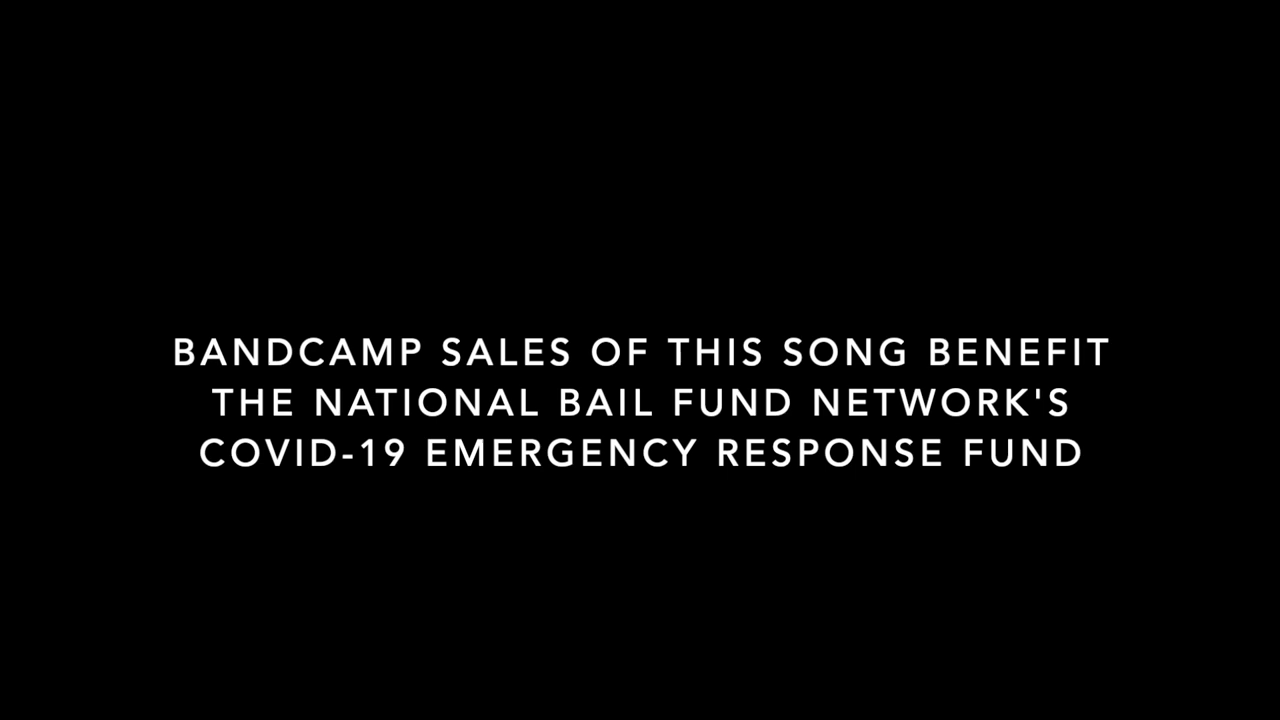 BANDCAMP SALES OF THIS SONG BENEFIT
THE NATIONAL BAIL FUND NETWORK'S
COVID-19 EMERGENCY RESPONSE FUND